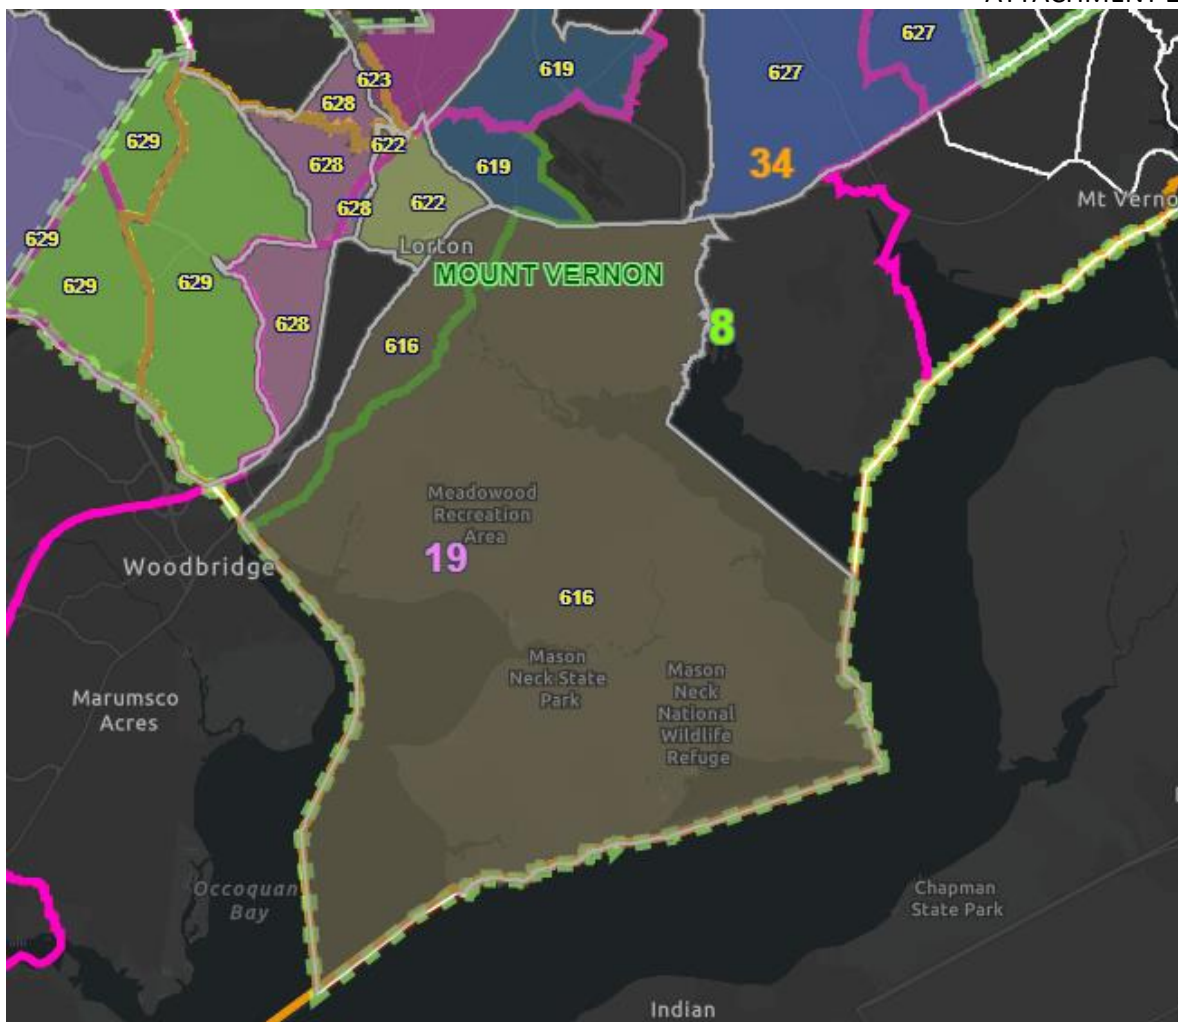 627
623
619
627
628
629
622
34
628
619
Mt Verno
622
628
629
Lorton
MOUNT VERNON
629
629
628
8
616
Meadowood
Recreation
Area
19
Woodbridge
616
Mason
Neck State
Park
Mason
Neck
National
Wildlife
Refuge
Marumsco
Acres
Occoquan
Bay
Chapman
State Park
Indian